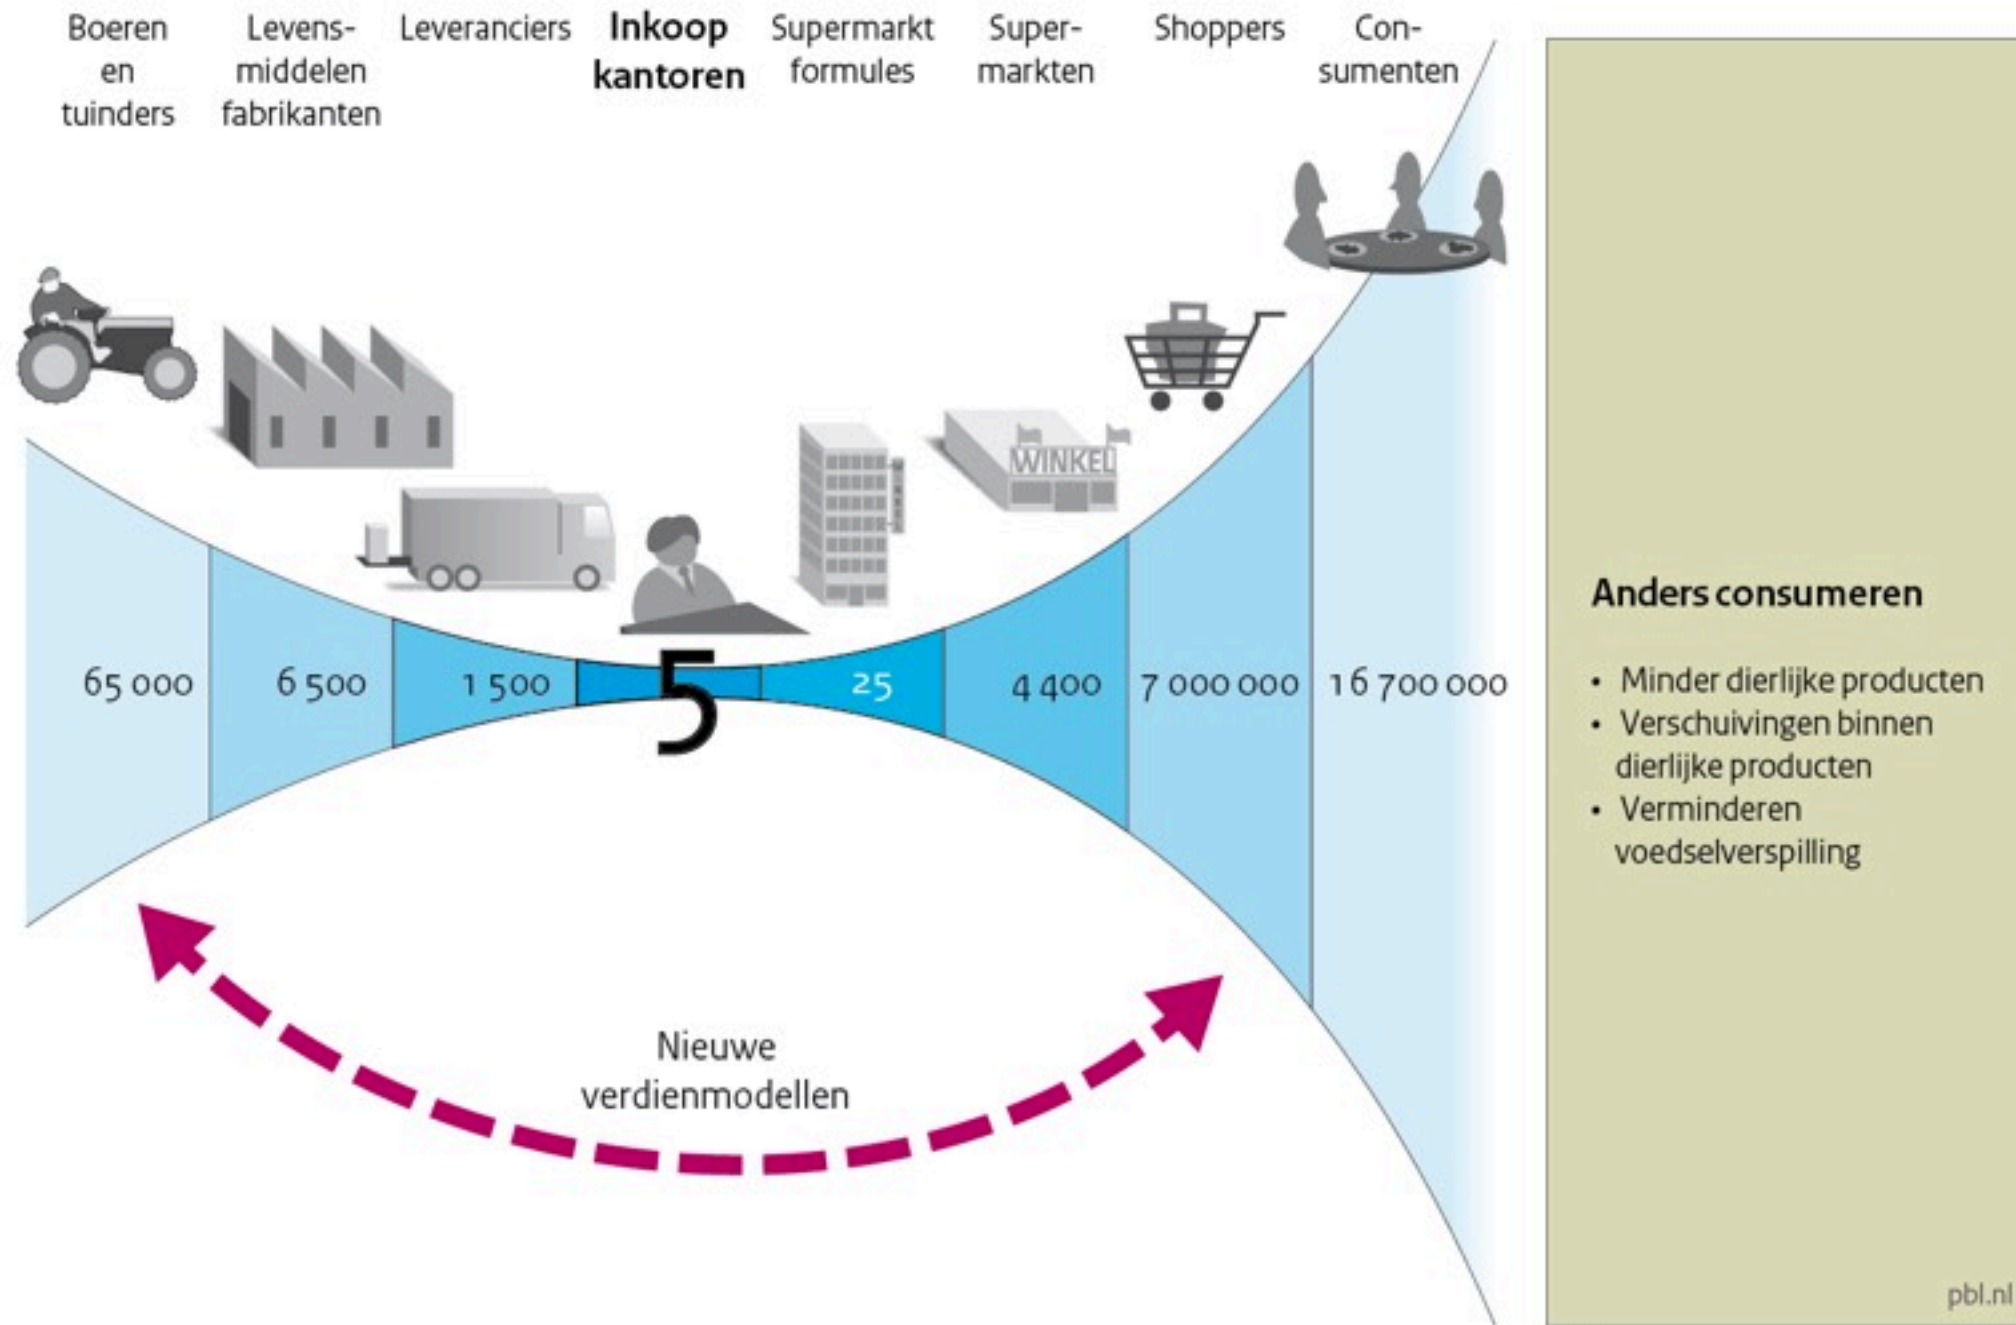 Boeren
en
tuinders
Levens-
middelen
fabrikanten
Leveranciers
Inkoop
kantoren
Supermarkt
formules
Super-
markten
Shoppers
Con-
sumenten
WINKEL
65 000
6 500
1 500
5
25
4 400
7 000 000
16 700 000
Nieuwe
verdienmodellen
Anders consumeren
• Minder dierlijke producten
• Verschuivingen binnen
dierlijke producten
• Verminderen
voedselverspilling
pbl.nl